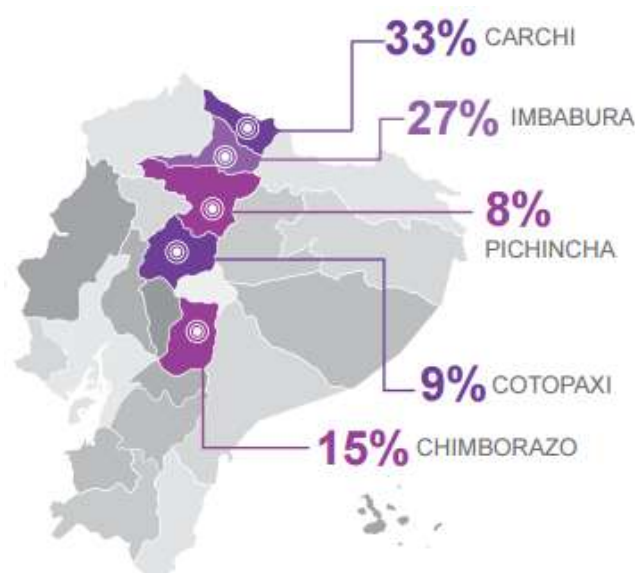 33% CARCHI
27% IMBABURA
8%
PICHINCHA
9% COTOPAXI
15% CHIMBORAZO